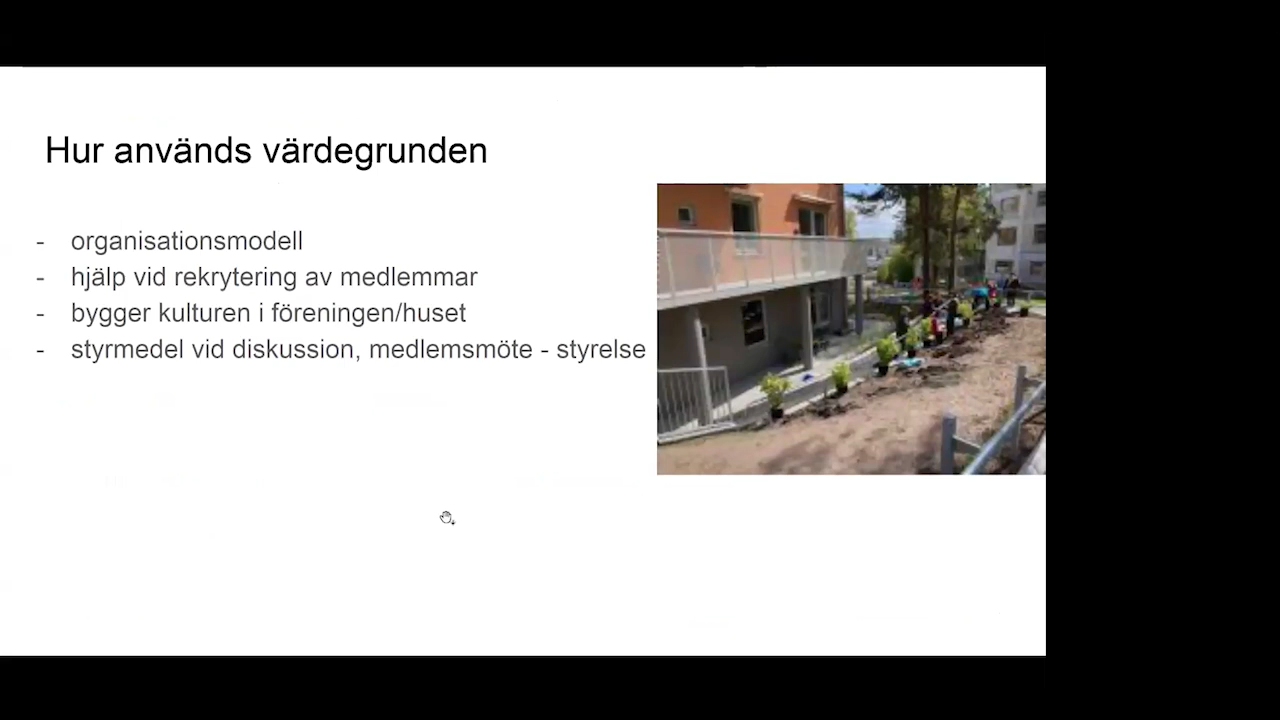 Hur används värdegrunden
- organisationsmodell
- hjälp vid rekrytering av medlemmar
- bygger kulturen i föreningen/huset
- styrmedel vid diskussion, medlemsmöte - styrelse